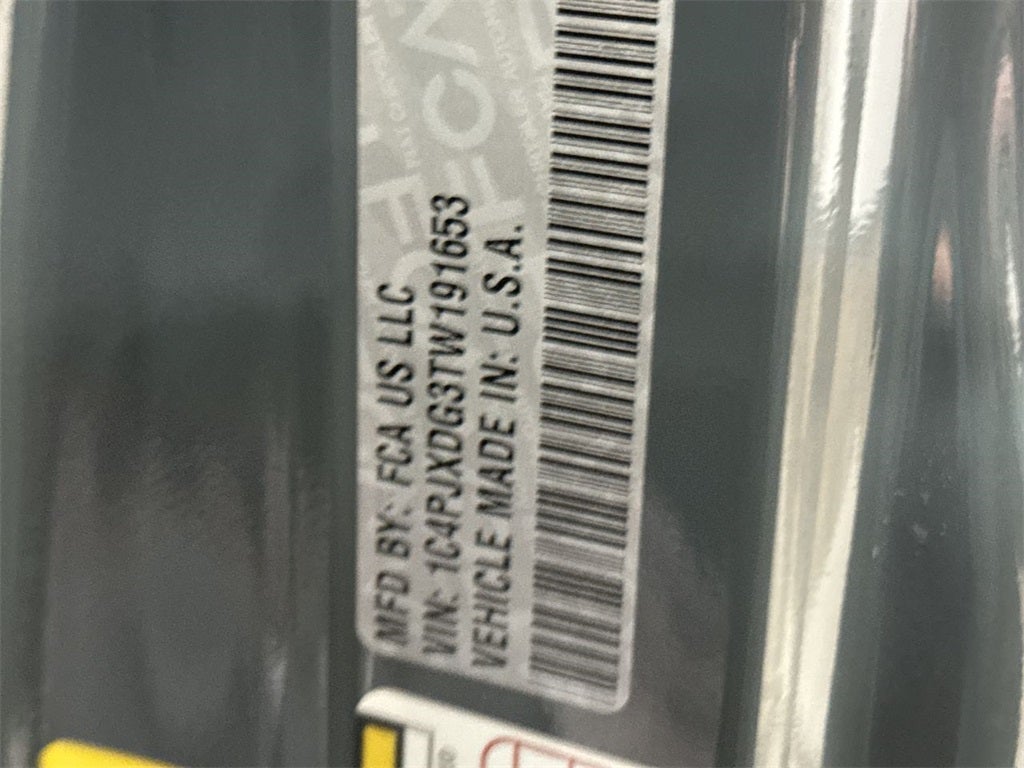 MFD BY: FCA US LLC
VIN: 1C4PJXDG3TW191653
VEHICLE MADE IN: U.S.A.